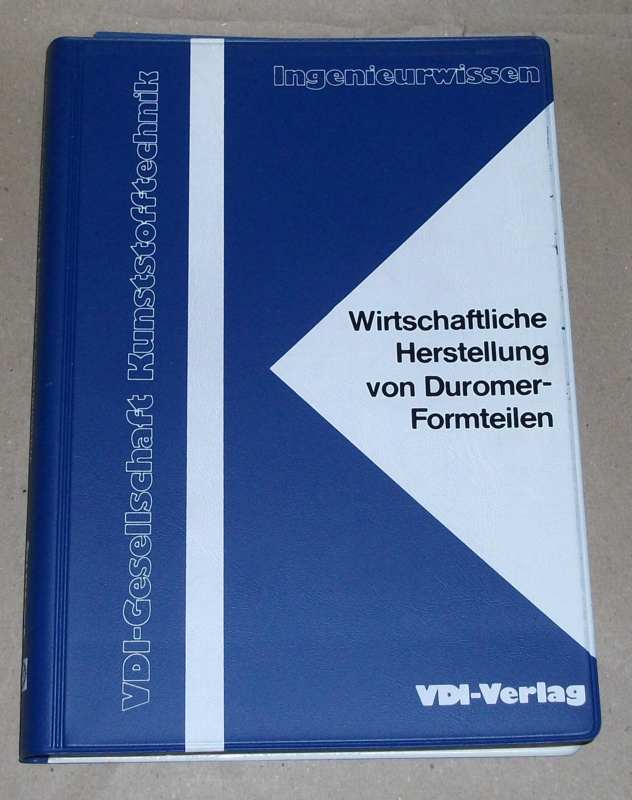 Ingenieurwissen
VDI-Gesellschaft Kunststofftechnik
Wirtschaftliche
Herstellung
von Duromer-
Formteilen
VDI-Verlag